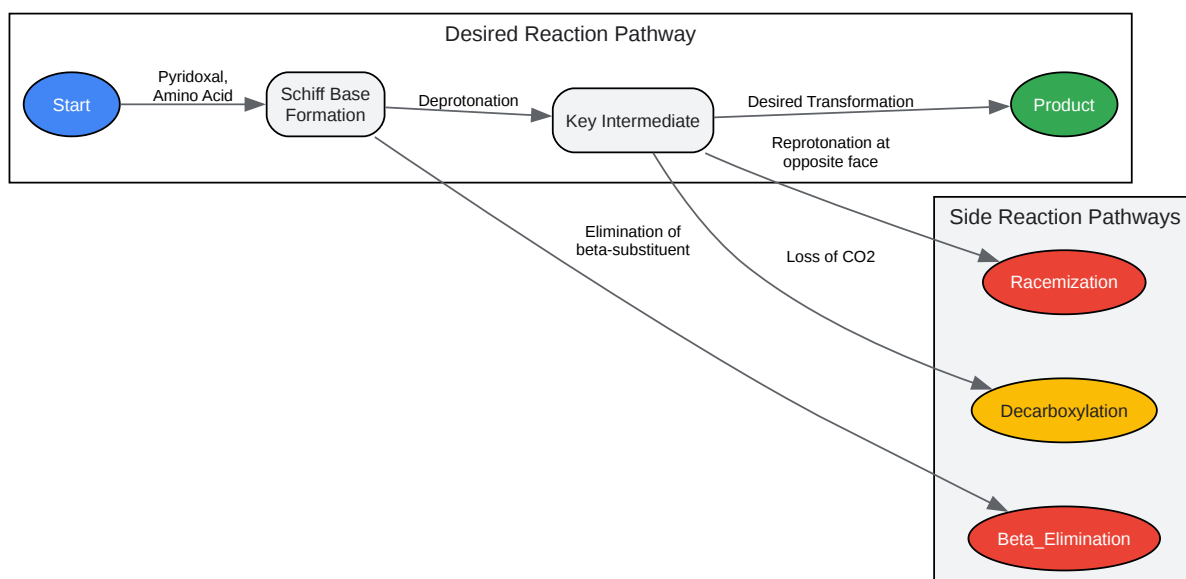 Desired Reaction Pathway
Start
Pyridoxal,
Amino Acid
Schiff Base
Formation
Deprotonation
Key Intermediate
Desired Transformation
Product
Reprotonation at
opposite face
Side Reaction Pathways
Elimination of
beta-substituent
Loss of CO2
Racemization
Decarboxylation
Beta_Elimination